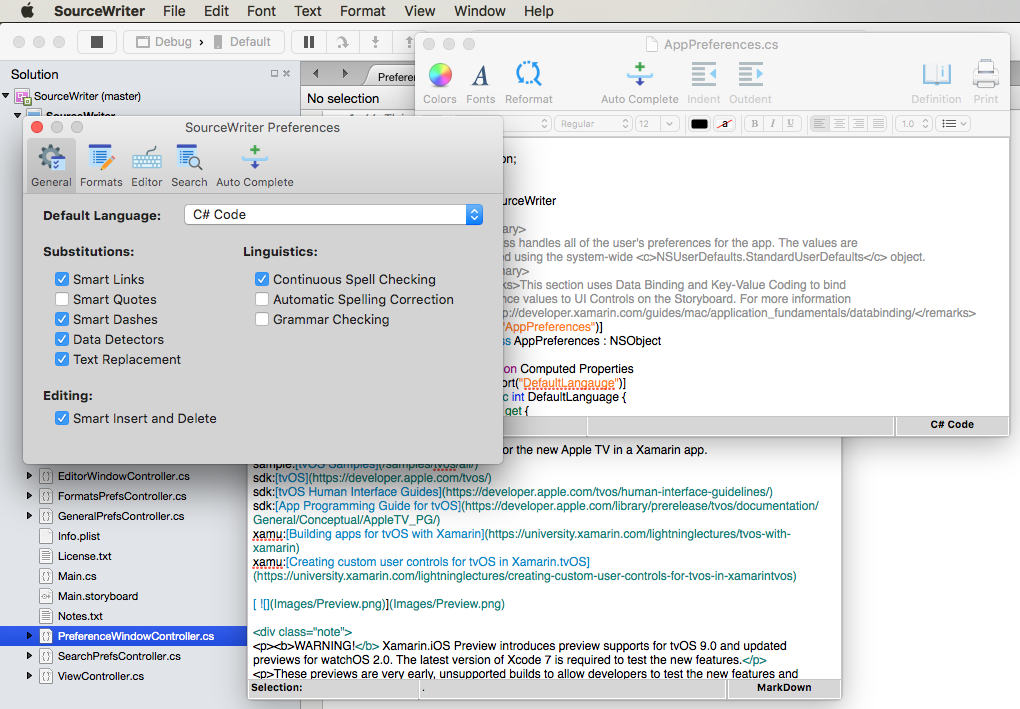 SourceWriter File Edit Font Text Format View Window Help
Debug › Default
Solution
SourceWriter (master)
No selection
AppPreferences.cs
Colors Fonts Reformat Auto Complete Indent Outdent Definition Print
Regular 12 a B I U 1.0
SourceWriter Preferences
General Formats Editor Search Auto Complete
Default Language: C# Code
Substitutions:
Smart Links
Smart Quotes
Smart Dashes
Data Detectors
Text Replacement
Linguistics:
Continuous Spell Checking
Automatic Spelling Correction
Grammar Checking
Editing:
Smart Insert and Delete
on;
urceWriter
ary>
ss handles all of the user's preferences for the app. The values are
ed using the system-wide <c>NSUserDefaults.StandardUserDefaults</c> object.
mary>
ks>This section uses Data Binding and Key-Value Coding to bind
nce values to UI Controls on the Storyboard. For more information
p://developer.xamarin.com/guides/mac/application_fundamentals/databinding/</remarks>
"AppPreferences")]
ss AppPreferences : NSObject
on Computed Properties
ort("DefaultLangauge")]
c int DefaultLanguage {
get {
C# Code
EditorWindowController.cs
FormatsPrefsController.cs
GeneralPrefsController.cs
Info.plist
License.txt
Main.cs
Main.storyboard
Notes.txt
PreferenceWindowController.cs
SearchPrefsController.cs
ViewController.cs
or the new Apple TV in a Xamarin app.
sample:[tvOS Samples](/samples/tvos/all/)
sdk:[tvOS](https://developer.apple.com/tvos/)
sdk:[tvOS Human Interface Guides](https://developer.apple.com/tvos/human-interface-guidelines/)
sdk:[App Programming Guide for tvOS](https://developer.apple.com/library/prerelease/tvos/documentation/
General/Conceptual/AppleTV_PG/)
xamu:[Building apps for tvOS with Xamarin](https://university.xamarin.com/lightninglectures/tvos-with-
xamarin)
xamu:[Creating custom user controls for tvOS in Xamarin.tvOS]
(https://university.xamarin.com/lightninglectures/creating-custom-user-controls-for-tvos-in-xamarintvos)
[ ![](Images/Preview.png)](Images/Preview.png)
<div class="note">
<p><b>WARNING!</b> Xamarin.iOS Preview introduces preview supports for tvOS 9.0 and updated
previews for watchOS 2.0. The latest version of Xcode 7 is required to test the new features.</p>
<p>These previews are very early, unsupported builds to allow developers to test the new features and
Selection: . MarkDown